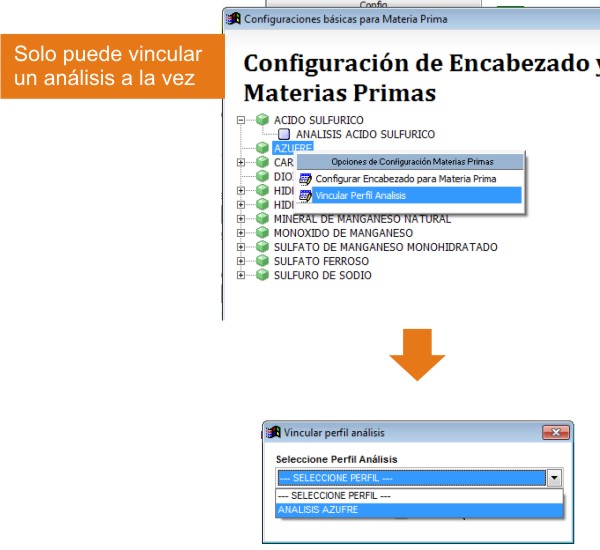 Config
Configuraciones básicas para Materia Prima
Solo puede vincular
un análisis a la vez
Configuración de Encabezado y
Materias Primas
ACIDO SULFURICO
ANALISIS ACIDO SULFURICO
AZUFRE
CAR
Opciones de Configuración Materias Primas
DIO
Configurar Encabezado para Materia Prima
HIDI
Vincular Perfil Analisis
HIDI
MINERAL DE MANGANESO NATURAL
MONOXIDO DE MANGANESO
SULFATO DE MANGANESO MONOHIDRATADO
SULFATO FERROSO
SULFURO DE SODIO
Vincular perfil análisis
Seleccione Perfil Análisis
--- SELECCIONE PERFIL ---
--- SELECCIONE PERFIL ---
ANALISIS AZUFRE